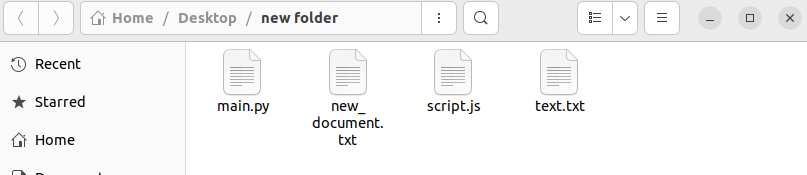 Home / Desktop / new folder
Recent
Starred
Home
main.py
new_
document.
txt
script.js
text.txt